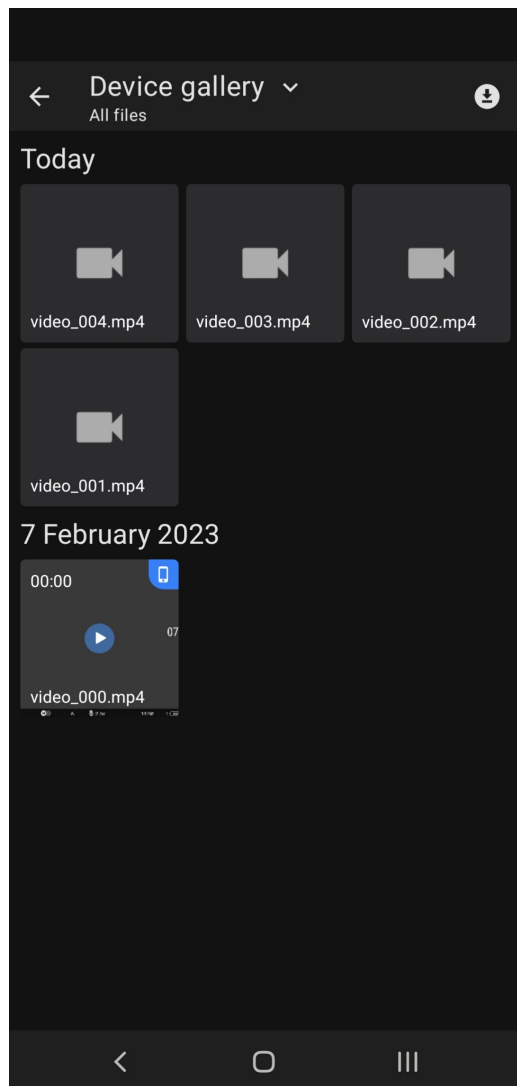 Device gallery
All files
Today
video_004.mp4
video_003.mp4
video_002.mp4
video_001.mp4
7 February 2023
00:00
07
video_000.mp4